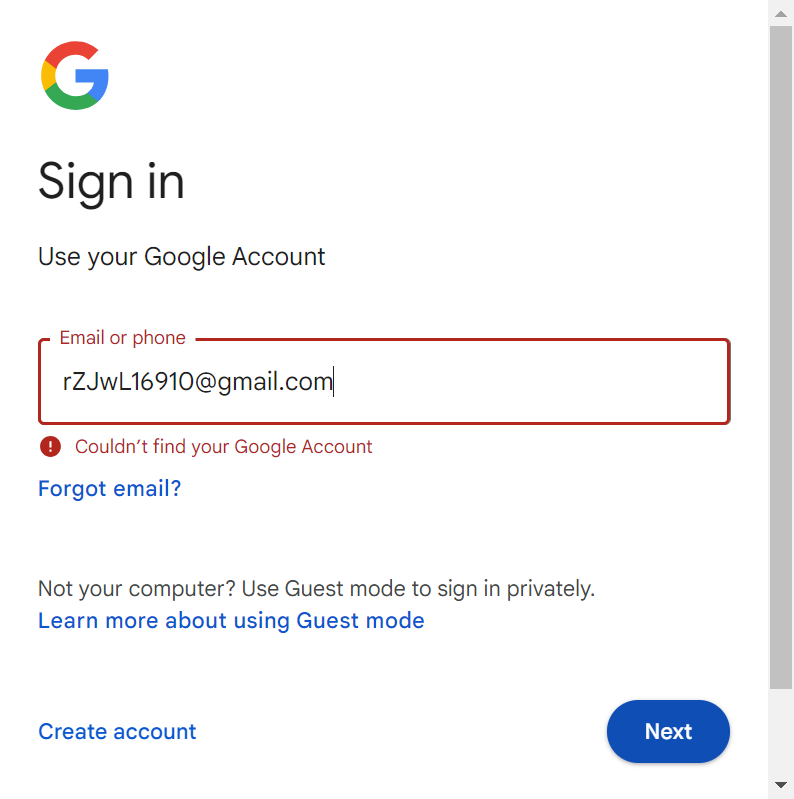 Sign in
Use your Google Account
Email or phone
rZJwL16910@gmail.com
Couldn't find your Google Account
Forgot email?
Not your computer? Use Guest mode to sign in privately.
Learn more about using Guest mode
Create account
Next